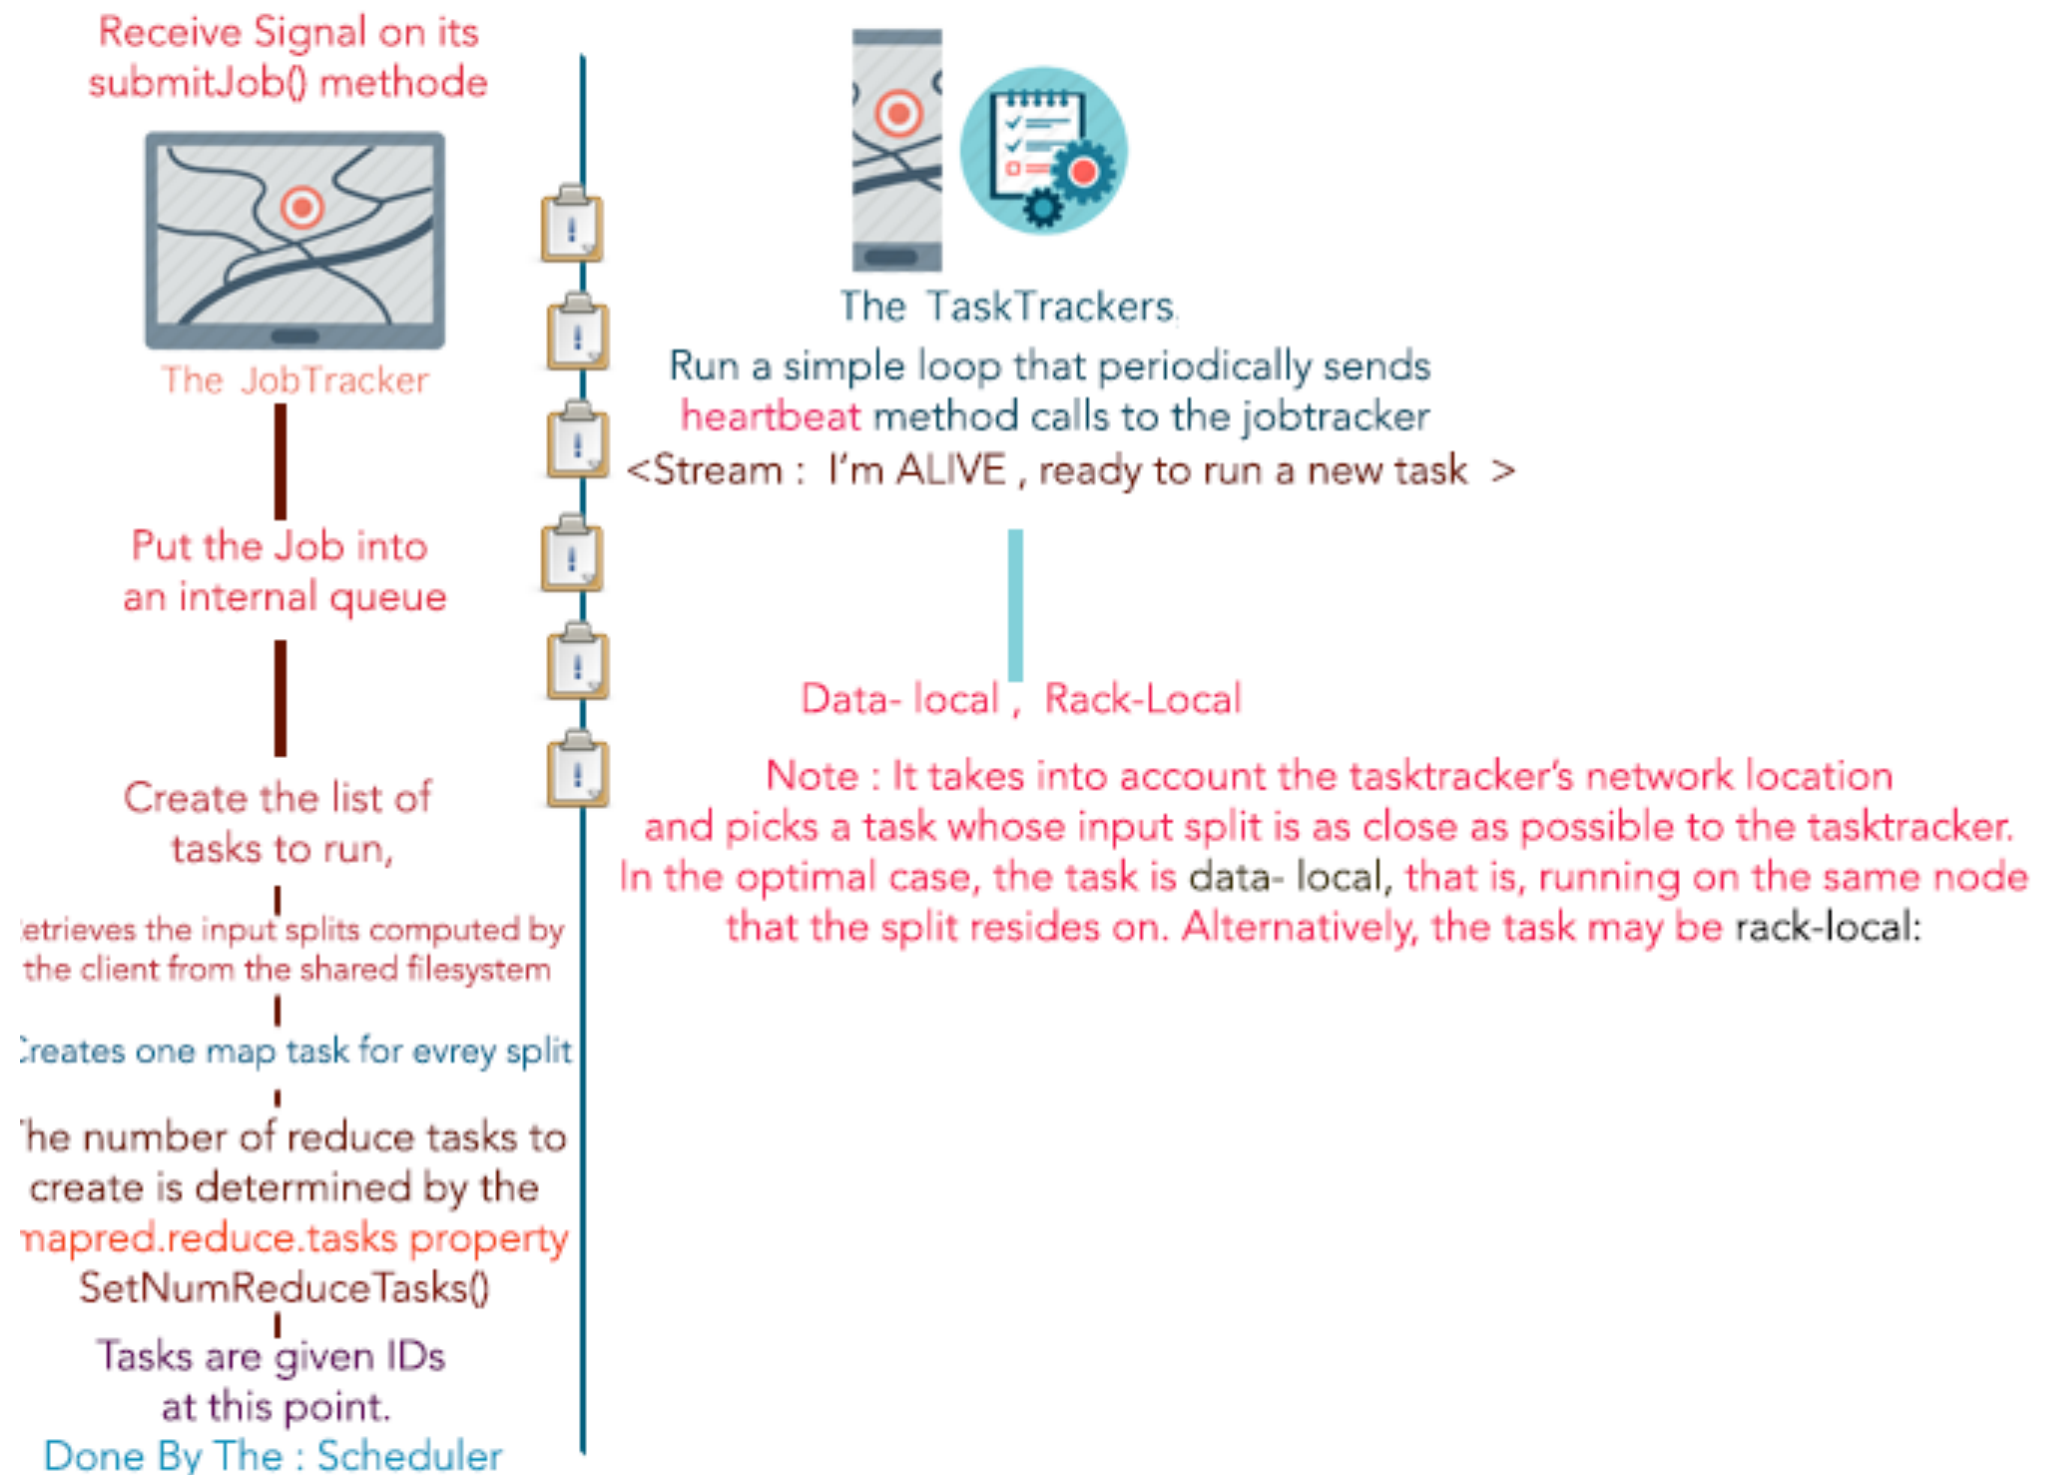 Receive Signal on its
submitJob() methode
The JobTracker
Put the Job into
an internal queue
Create the list of
tasks to run,
etrieves the input splits computed by
the client from the shared filesystem
Creates one map task for evrey split
he number of reduce tasks to
create is determined by the
mapred.reduce.tasks property
SetNumReduceTasks()
Tasks are given IDs
at this point.
Done By The : Scheduler
The TaskTrackers
Run a simple loop that periodically sends
heartbeat method calls to the jobtracker
<Stream : I'm ALIVE , ready to run a new task >
Data- local , Rack-Local
Note : It takes into account the tasktracker's network location
and picks a task whose input split is as close as possible to the tasktracker.
In the optimal case, the task is data- local, that is, running on the same node
that the split resides on. Alternatively, the task may be rack-local: